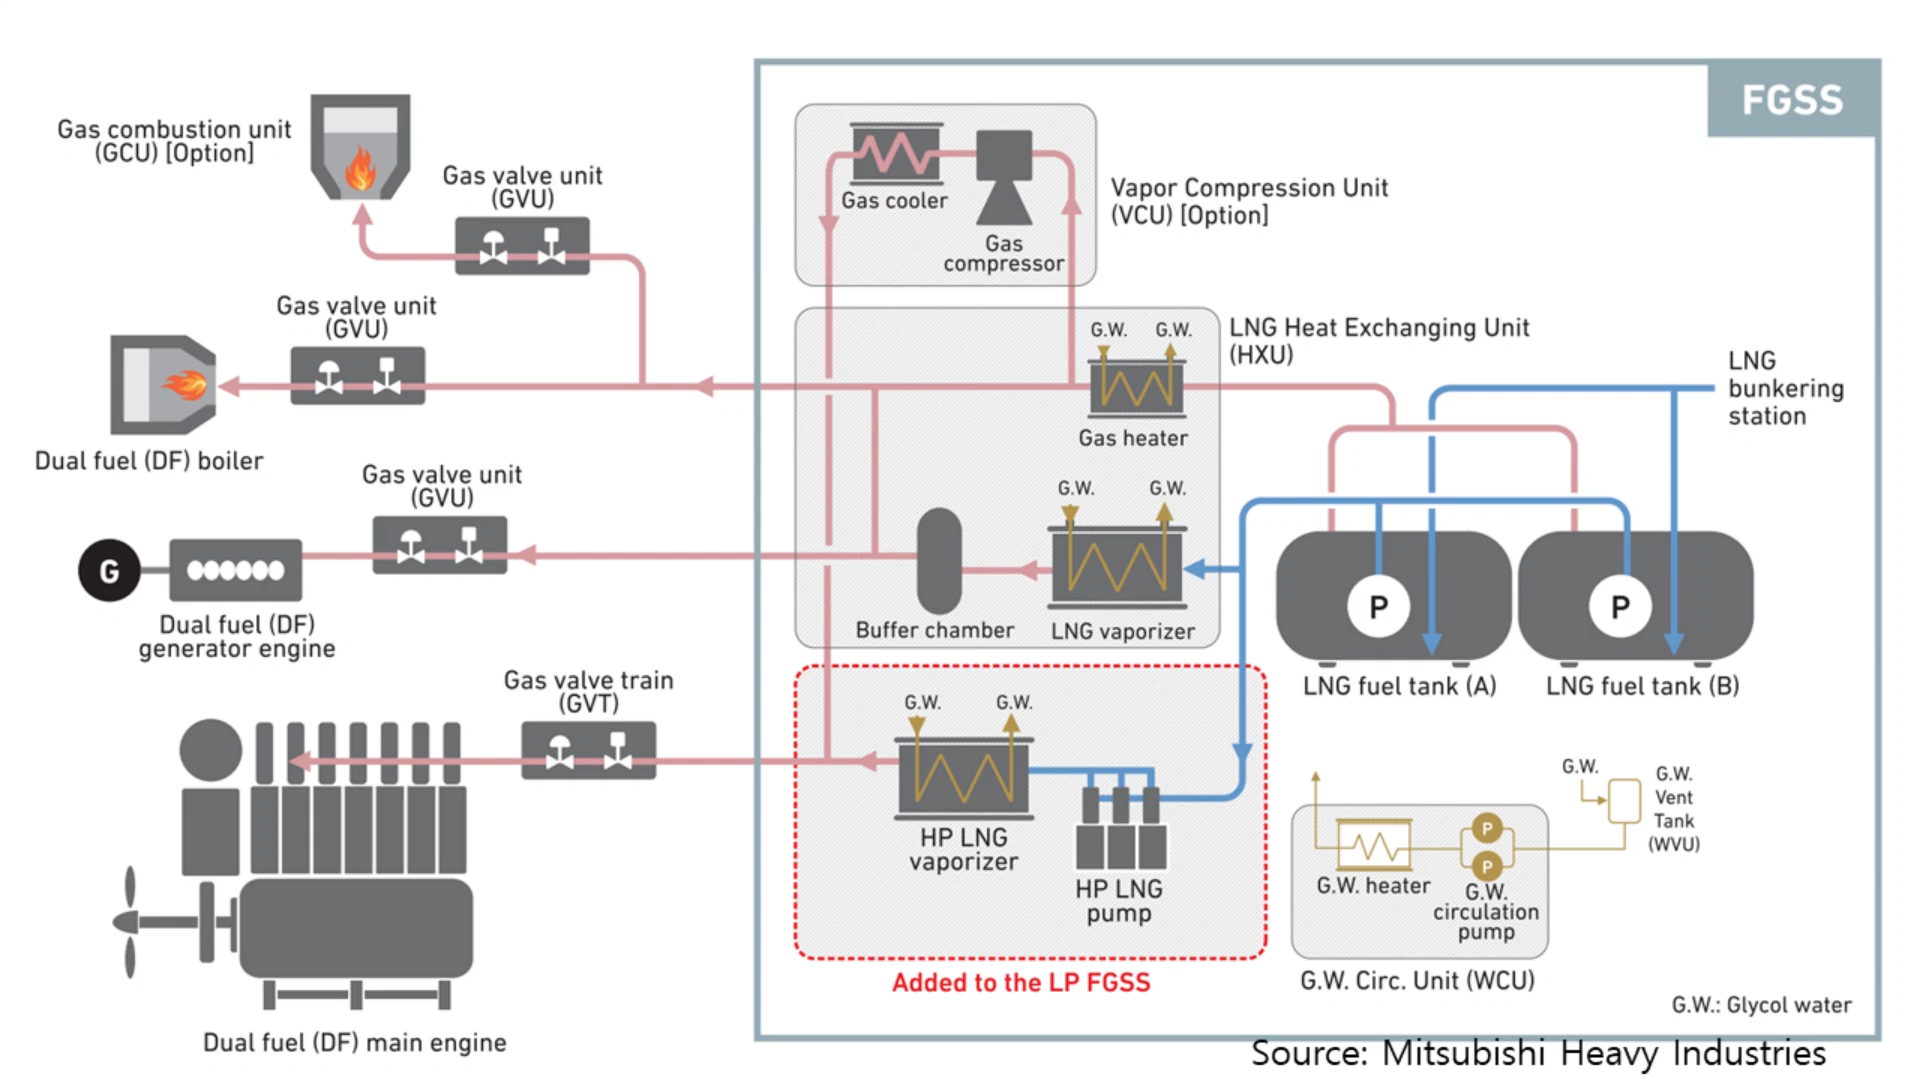 FGSS
Gas combustion unit
(GCU) [Option]
Gas valve unit
(GVU)
Gas cooler
Gas
compressor
Vapor Compression Unit
(VCU) [Option]
Gas valve unit
(GVU)
Dual fuel (DF) boiler
G.W.
G.W.
LNG Heat Exchanging Unit
(HXU)
Gas heater
LNG
bunkering
station
Gas valve unit
(GVU)
G
Dual fuel (DF)
generator engine
G.W.
G.W.
Buffer chamber
LNG vaporizer
P
P
LNG fuel tank (A)
LNG fuel tank (B)
Gas valve train
(GVT)
Dual fuel (DF) main engine
G.W.
G.W.
HP LNG
vaporizer
HP LNG
pump
Added to the LP FGSS
G.W.
G.W.
Vent
Tank
(WVU)
P
P
G.W. heater
G.W.
circulation
pump
G.W. Circ. Unit (WCU)
G.W.: Glycol water
Source: Mitsubishi Heavy Industries